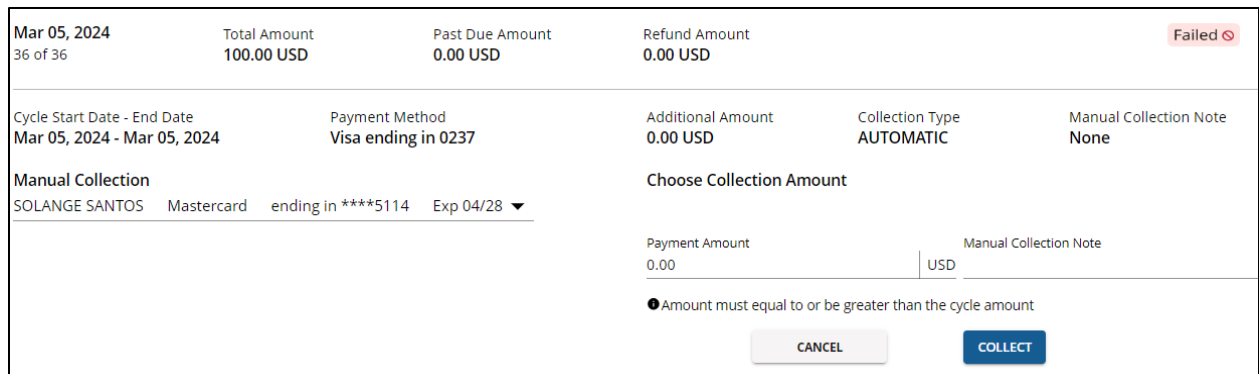 Mar 05, 2024 Total Amount Past Due Amount Refund Amount Failed
36 of 36 100.00 USD 0.00 USD 0.00 USD
Cycle Start Date - End Date Payment Method Additional Amount Collection Type Manual Collection Note
Mar 05, 2024 - Mar 05, 2024 Visa ending in 0237 0.00 USD AUTOMATIC None
Manual Collection Choose Collection Amount
SOLANGE SANTOS Mastercard ending in ****5114 Exp 04/28
Payment Amount Manual Collection Note
0.00 USD
Amount must equal to or be greater than the cycle amount
CANCEL COLLECT